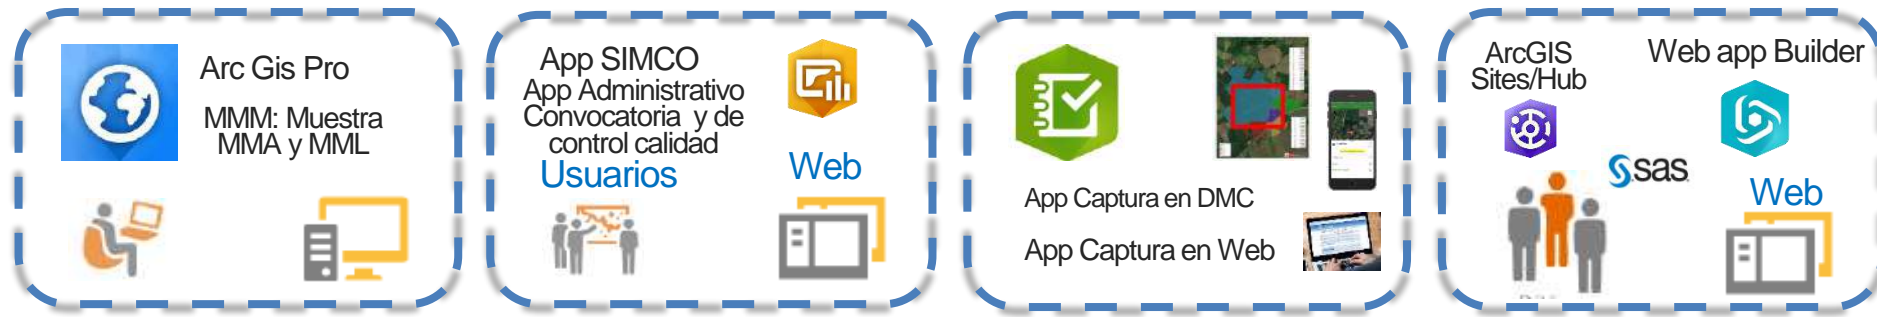 Arc Gis Pro
MMM: Muestra
MMA y MML
App SIMCO
App Administrativo
Convocatoria y de
control calidad
Usuarios
Web
App Captura en DMC
App Captura en Web
ArcGIS
Sites/Hub
Web app Builder
sas
Web